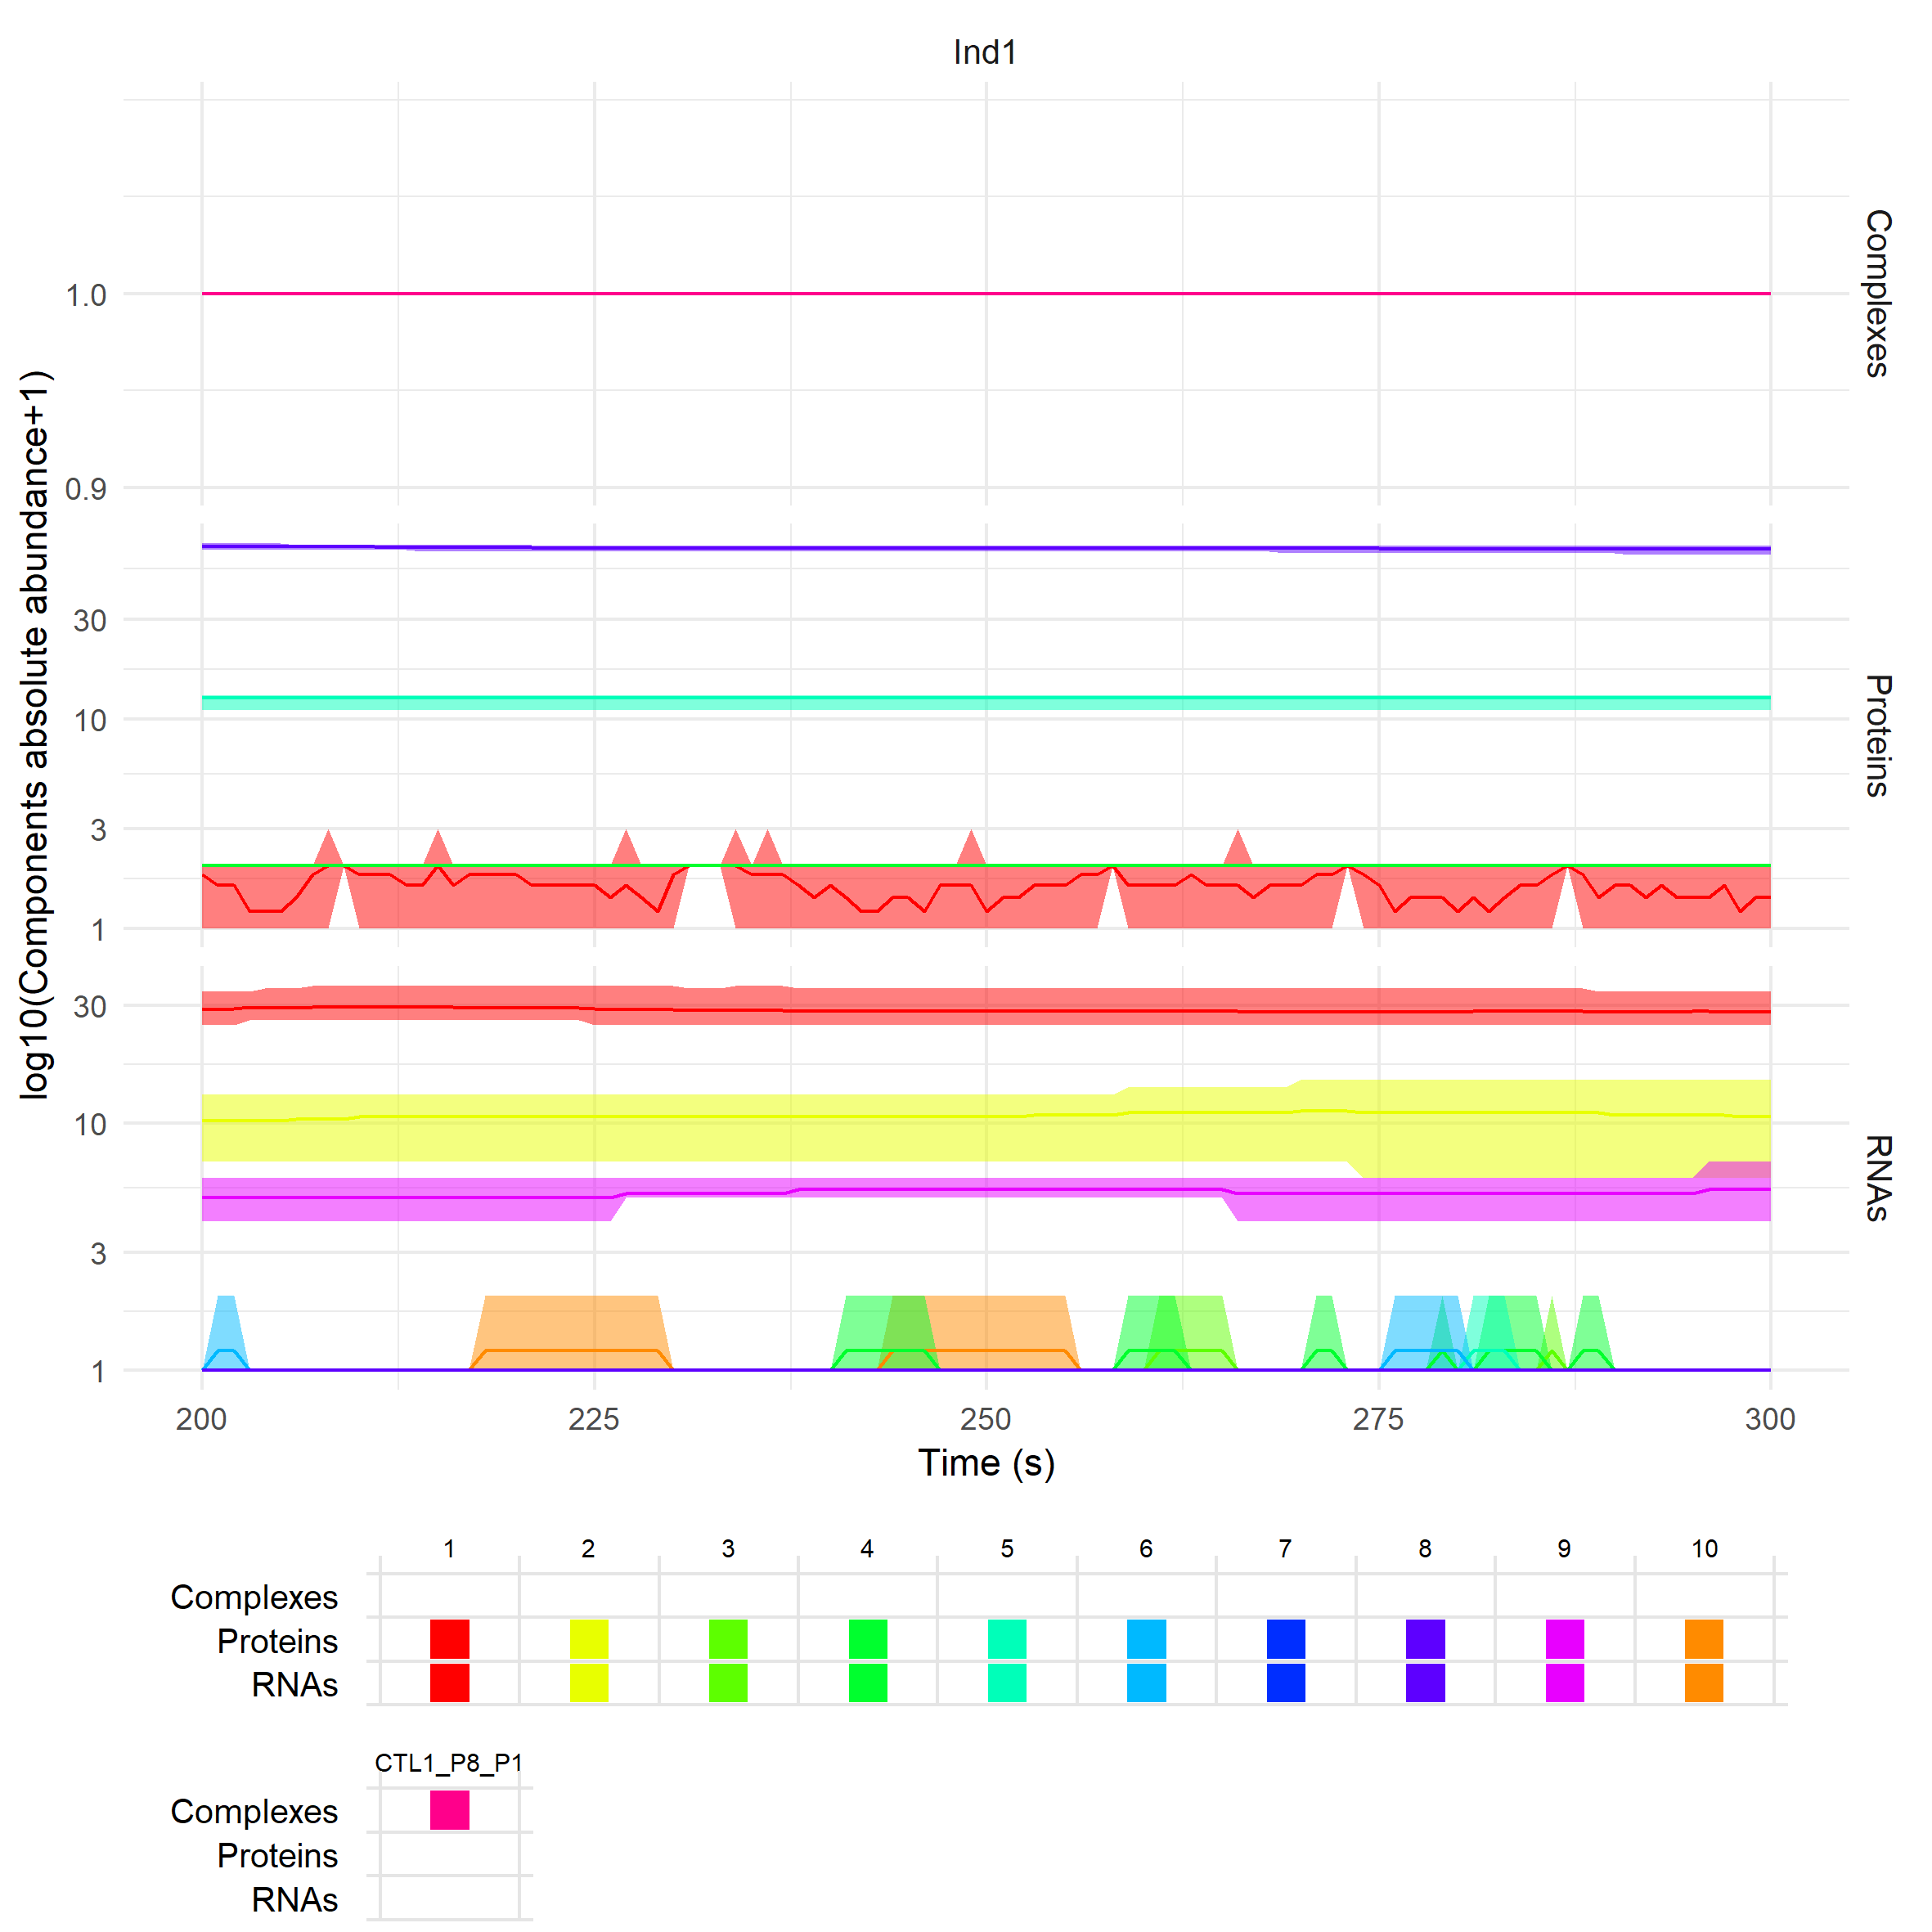 Ind1
Complexes
1.0
0.9
log10(Components absolute abundance+1)
Proteins
30
10
3
1
RNAs
30
10
3
1
200 225 250 275 300
Time (s)
1 2 3 4 5 6 7 8 9 10
Complexes
Proteins
RNAs
CTL1_P8_P1
Complexes
Proteins
RNAs